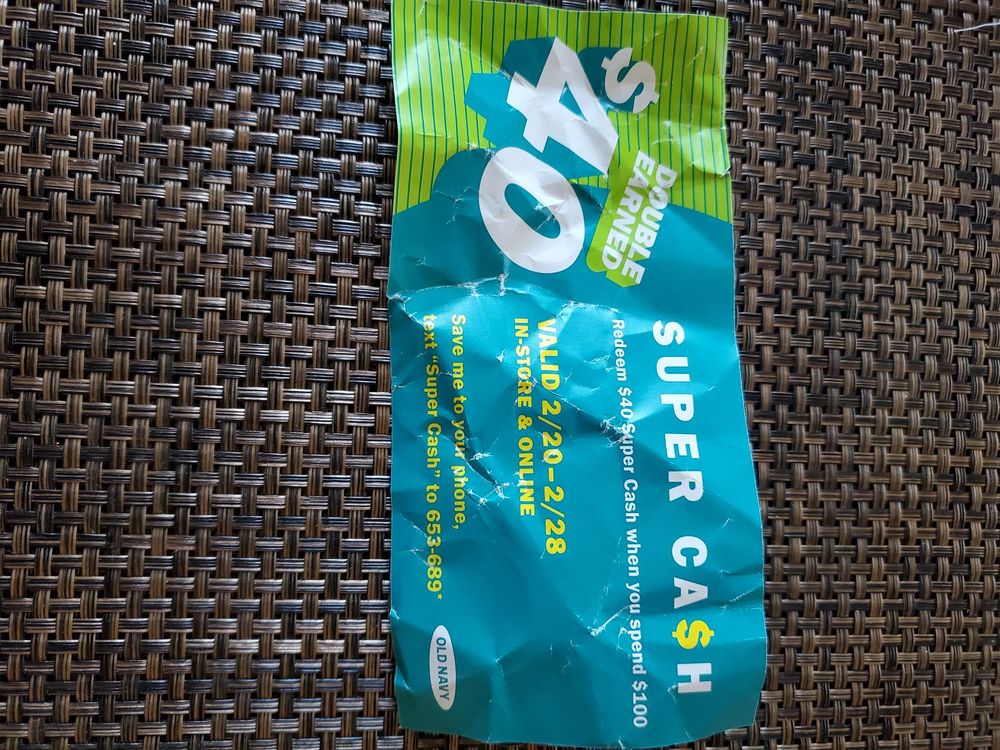 $40
DOUBLE
EARNED
SUPER CA$H
Redeem $40 Super Cash when you spend $100
VALID 2/20–2/28
IN-STORE & ONLINE
Save me to your phone,
text “Super Cash” to 653-689*
OLD NAVY